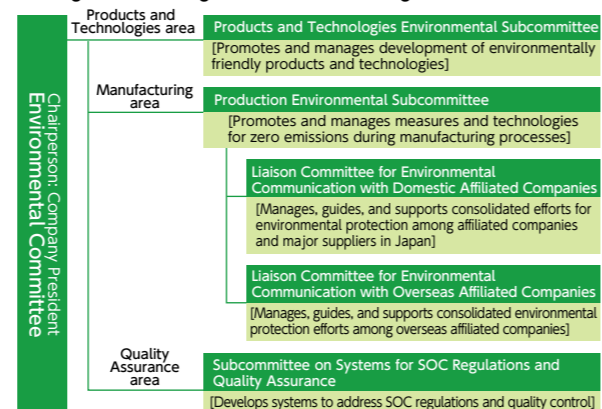 Chairperson: Company President
Environmental Committee
Products and
Technologies area
Products and Technologies Environmental Subcommittee
[Promotes and manages development of environmentally
friendly products and technologies]
Manufacturing
area
Production Environmental Subcommittee
[Promotes and manages measures and technologies
for zero emissions during manufacturing processes]
Liaison Committee for Environmental
Communication with Domestic Affiliated Companies
[Manages, guides, and supports consolidated efforts for
environmental protection among affiliated companies
and major suppliers in Japan]
Liaison Committee for Environmental
Communication with Overseas Affiliated Companies
[Manages, guides, and supports consolidated environmental
protection efforts among overseas affiliated companies]
Quality
Assurance
area
Subcommittee on Systems for SOC Regulations and
Quality Assurance
[Develops systems to address SOC regulations and quality control]